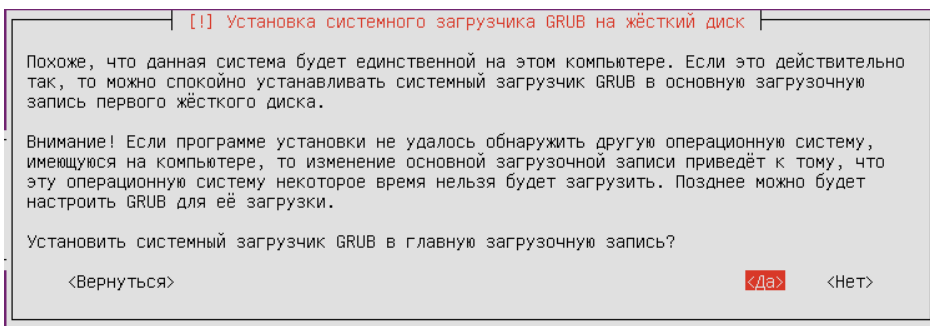 [!] Установка системного загрузчика GRUB на жёсткий диск
Похоже, что данная система будет единственной на этом компьютере. Если это действительно
так, то можно спокойно устанавливать системный загрузчик GRUB в основную загрузочную
запись первого жёсткого диска.
Внимание! Если программе установки не удалось обнаружить другую операционную систему,
имеющуюся на компьютере, то изменение основной загрузочной записи приведёт к тому, что
эту операционную систему некоторое время нельзя будет загрузить. Позднее можно будет
настроить GRUB для её загрузки.
Установить системный загрузчик GRUB в главную загрузочную запись?
<Вернуться> <Да> <Нет>